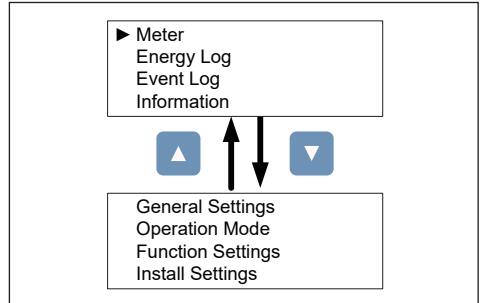 ► Meter
Energy Log
Event Log
Information
▲
▼
General Settings
Operation Mode
Function Settings
Install Settings